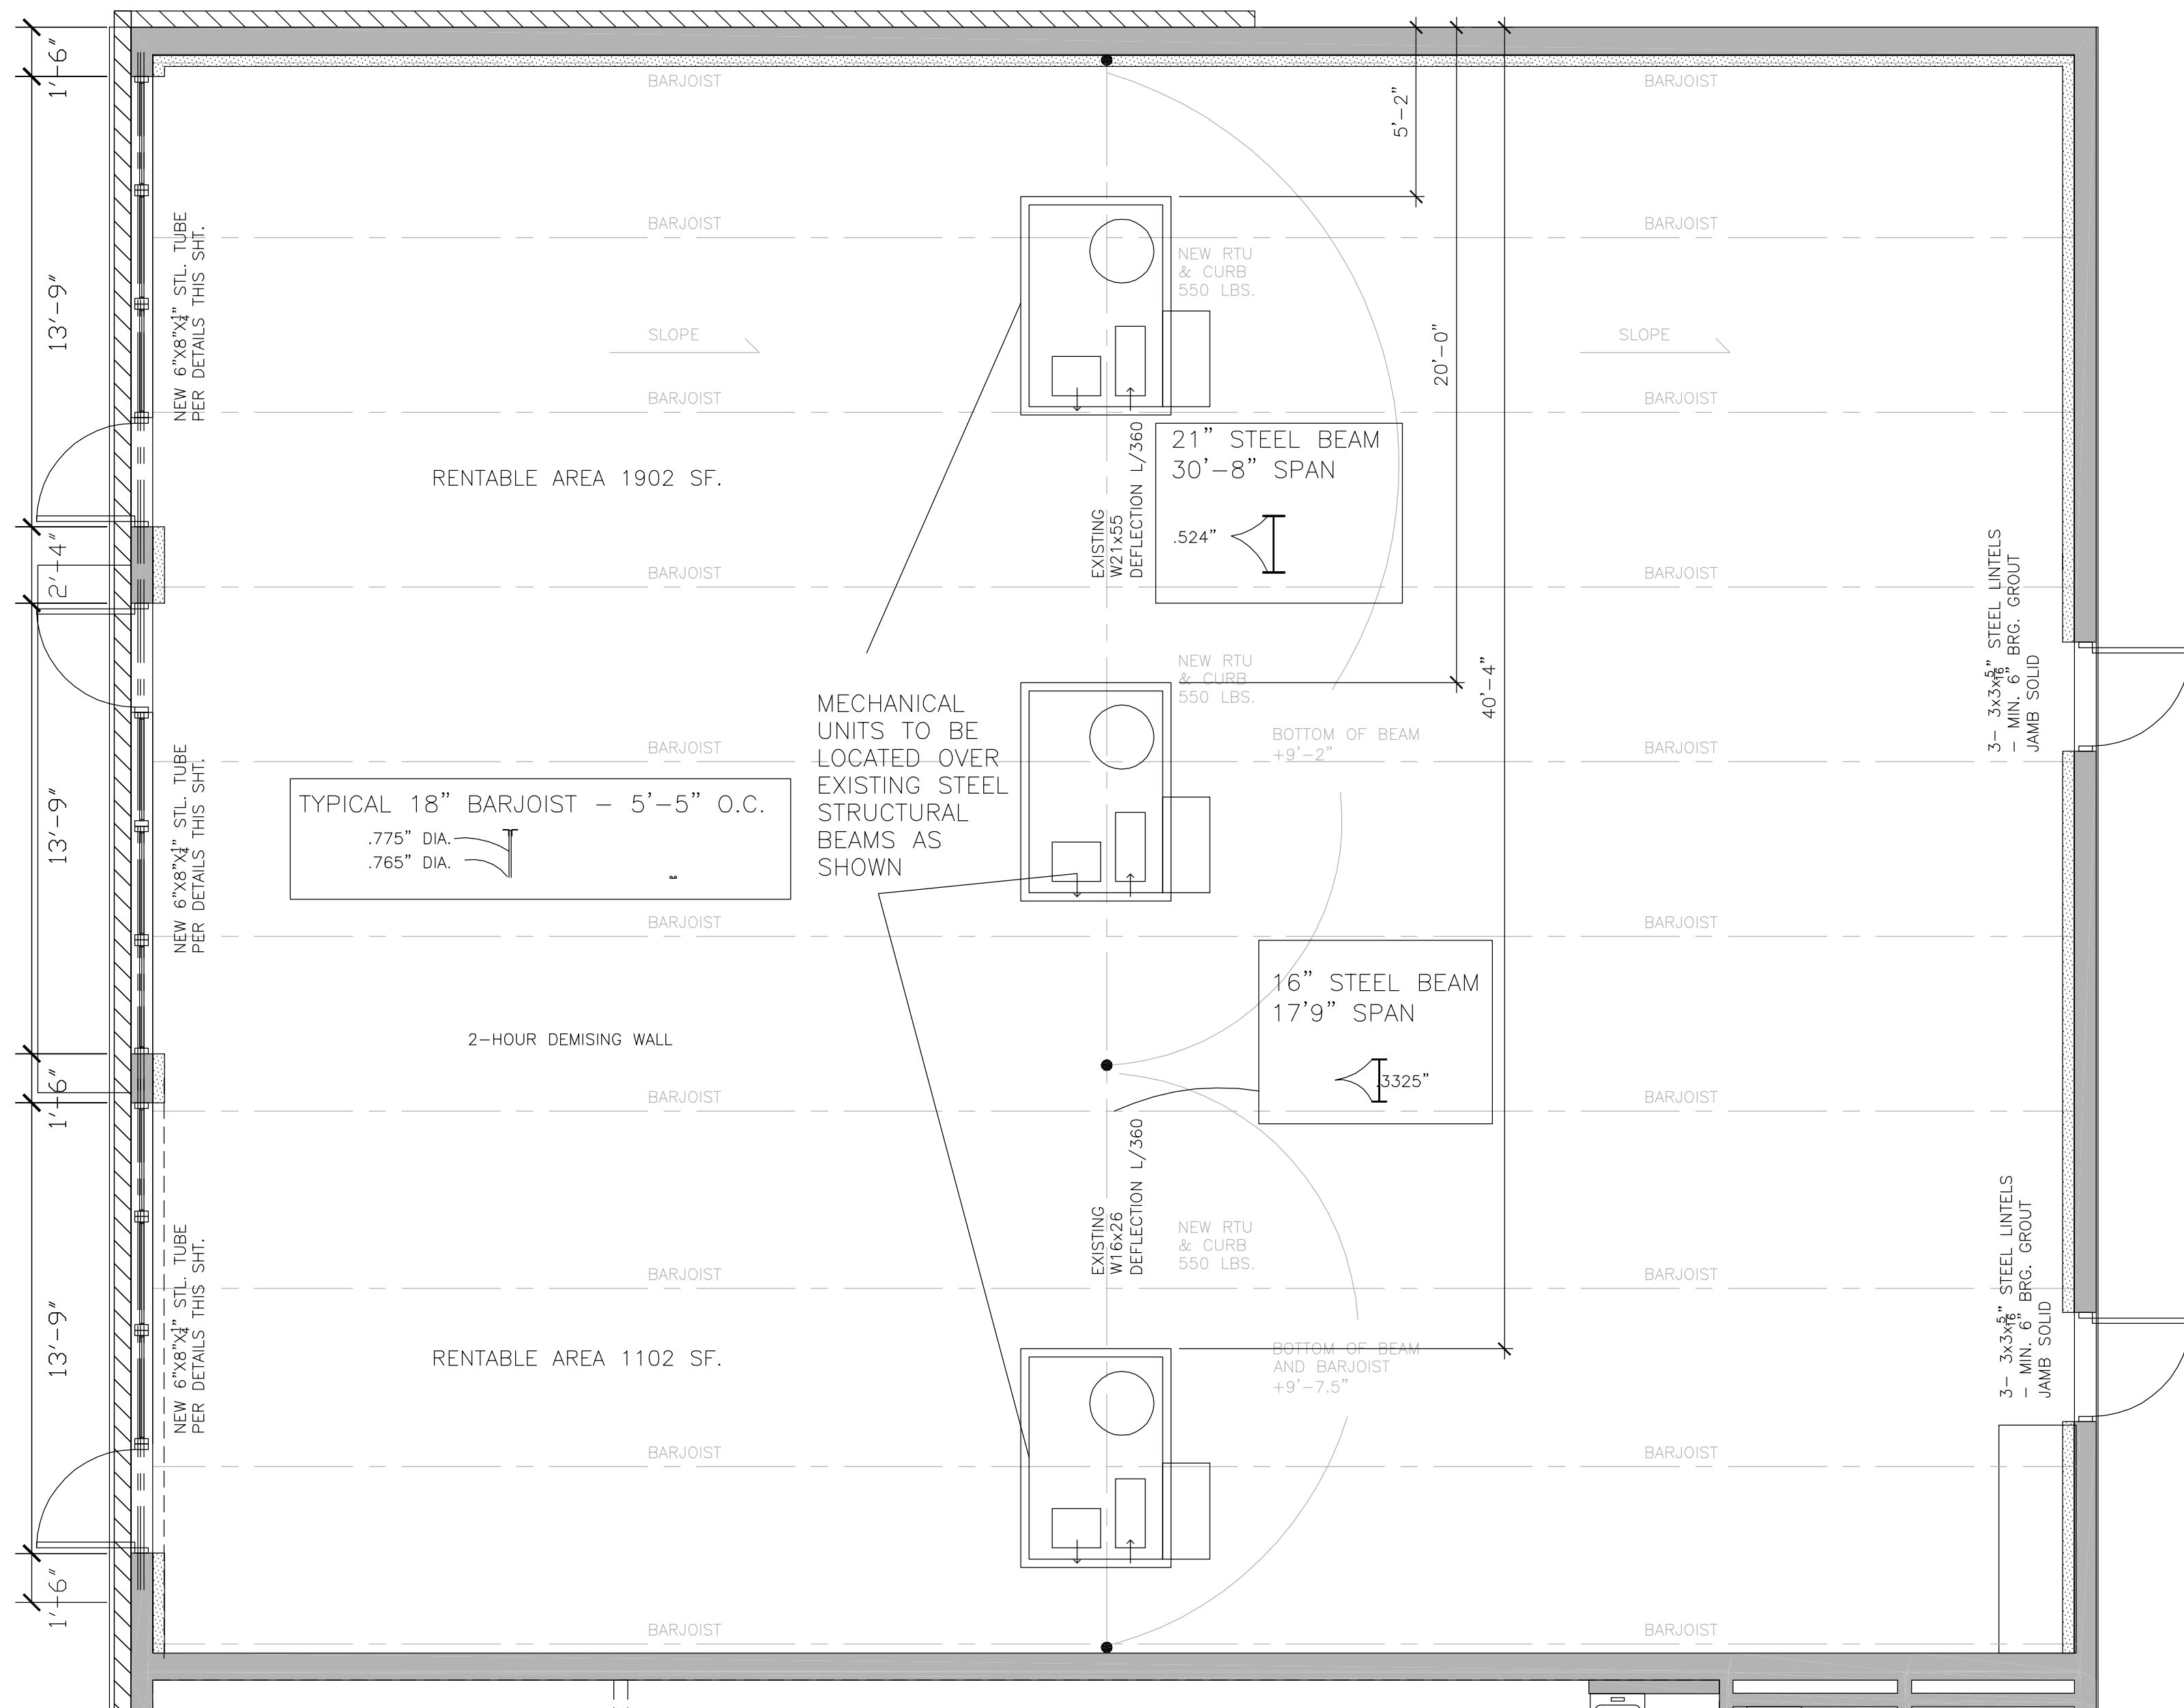 1'-6"
13'-9"
2'-4"
13'-9"
1'-6"
13'-9"
1'-6"
NEW 6"X8"X1/4" STL. TUBE
PER DETAILS THIS SHT.
NEW 6"X8"X1/4" STL. TUBE
PER DETAILS THIS SHT.
NEW 6"X8"X1/4" STL. TUBE
PER DETAILS THIS SHT.
BARJOIST
BARJOIST
SLOPE
BARJOIST
RENTABLE AREA 1902 SF.
BARJOIST
BARJOIST
TYPICAL 18" BARJOIST – 5'-5" O.C.
.775" DIA.
.765" DIA.
BARJOIST
2-HOUR DEMISING WALL
BARJOIST
BARJOIST
RENTABLE AREA 1102 SF.
BARJOIST
BARJOIST
MECHANICAL
UNITS TO BE
LOCATED OVER
EXISTING STEEL
STRUCTURAL
BEAMS AS
SHOWN
NEW RTU
& CURB
550 LBS.
EXISTING
W21x55
DEFLECTION L/360
21" STEEL BEAM
30'-8" SPAN
.524"
NEW RTU
& CURB
550 LBS.
BOTTOM OF BEAM
+9'-2"
16" STEEL BEAM
17'9" SPAN
.3325"
EXISTING
W16x26
DEFLECTION L/360
NEW RTU
& CURB
550 LBS.
BOTTOM OF BEAM
AND BARJOIST
+9'-7.5"
5'-2"
20'-0"
40'-4"
BARJOIST
BARJOIST
SLOPE
BARJOIST
BARJOIST
BARJOIST
BARJOIST
BARJOIST
BARJOIST
BARJOIST
BARJOIST
3- 3x3x5/16" STEEL LINTELS
- MIN. 6" BRG. GROUT
JAMB SOLID
3- 3x3x5/16" STEEL LINTELS
- MIN. 6" BRG. GROUT
JAMB SOLID